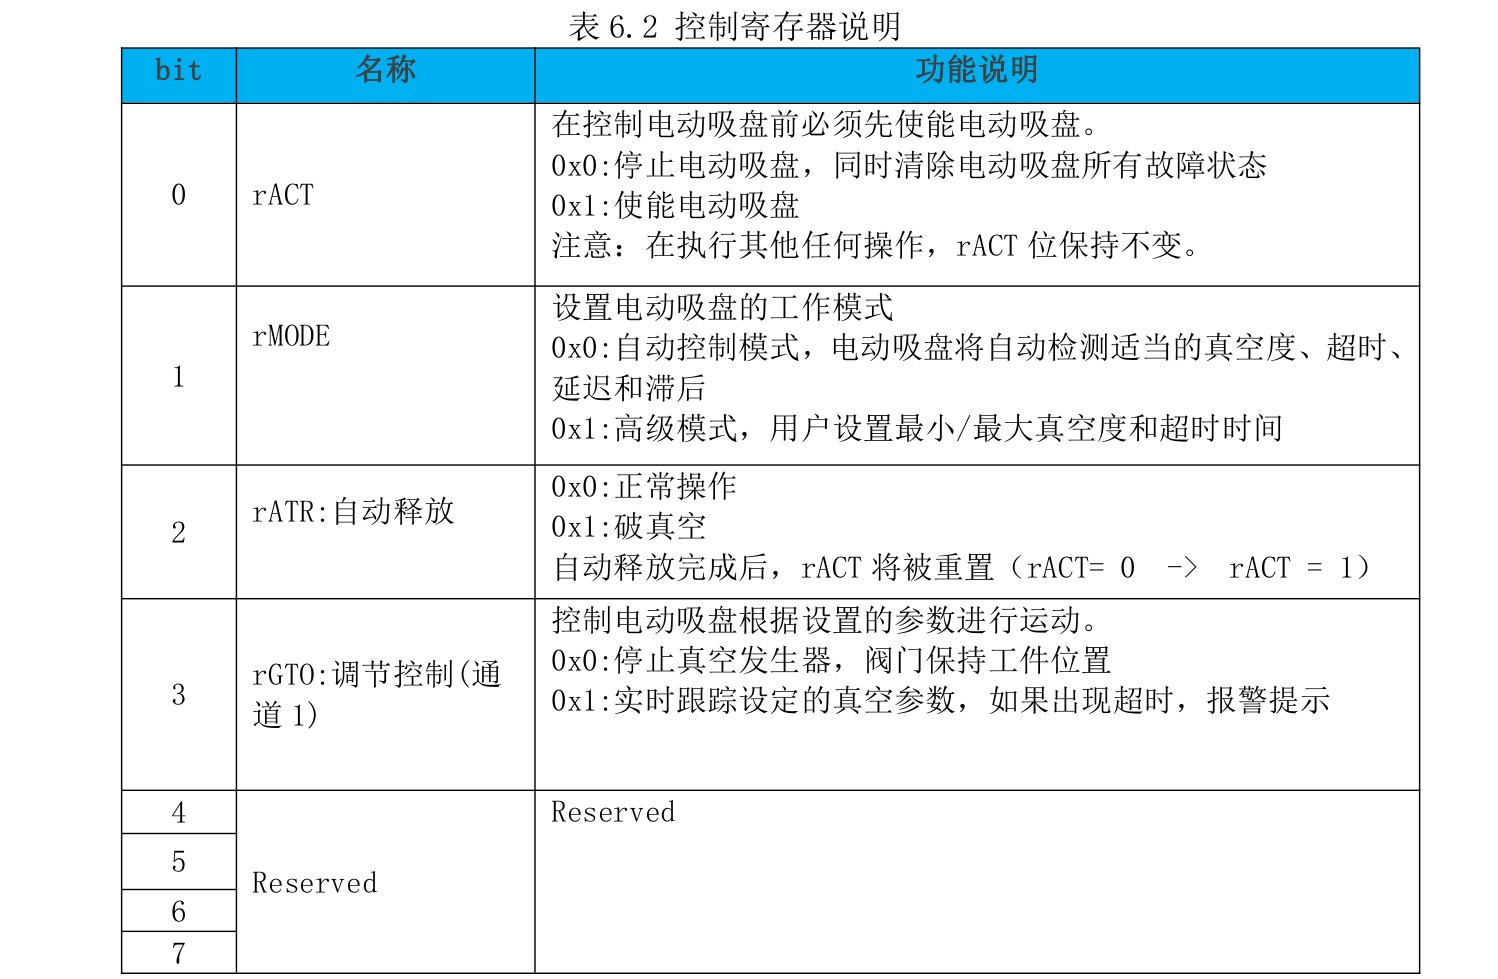 表 6.2 控制寄存器说明
bit 名称 功能说明
0 rACT
在控制电动吸盘前必须先使能电动吸盘。
0x0:停止电动吸盘，同时清除电动吸盘所有故障状态
0x1:使能电动吸盘
注意：在执行其他任何操作，rACT 位保持不变。
1 rMODE
设置电动吸盘的工作模式
0x0:自动控制模式，电动吸盘将自动检测适当的真空度、超时、
延迟和滞后
0x1:高级模式，用户设置最小/最大真空度和超时时间
2 rATR:自动释放
0x0:正常操作
0x1:破真空
自动释放完成后，rACT 将被重置（rACT= 0 -> rACT = 1）
3
rGTO:调节控制(通
道 1)
控制电动吸盘根据设置的参数进行运动。
0x0:停止真空发生器，阀门保持工件位置
0x1:实时跟踪设定的真空参数，如果出现超时，报警提示
4
5
6
7
Reserved
Reserved